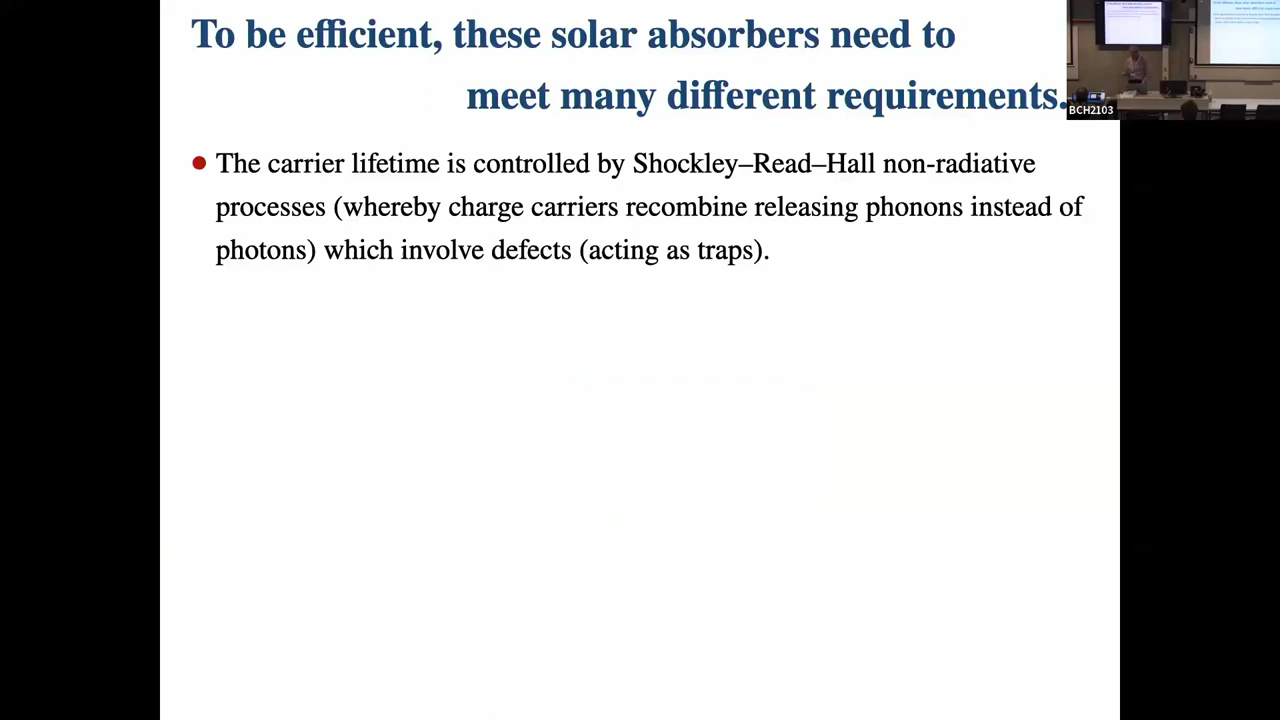 To be efficient, these solar absorbers need to
meet many different requirements.
BCH2103
• The carrier lifetime is controlled by Shockley–Read–Hall non-radiative
processes (whereby charge carriers recombine releasing phonons instead of
photons) which involve defects (acting as traps).